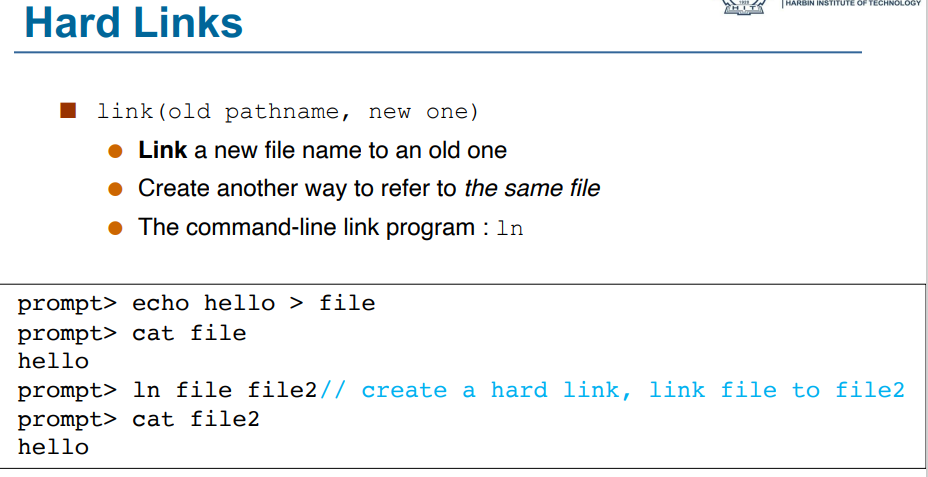 HARBIN INSTITUTE OF TECHNOLOGY
Hard Links
link(old pathname, new one)
Link a new file name to an old one
Create another way to refer to the same file
The command-line link program : ln
prompt> echo hello > file
prompt> cat file
hello
prompt> ln file file2// create a hard link, link file to file2
prompt> cat file2
hello